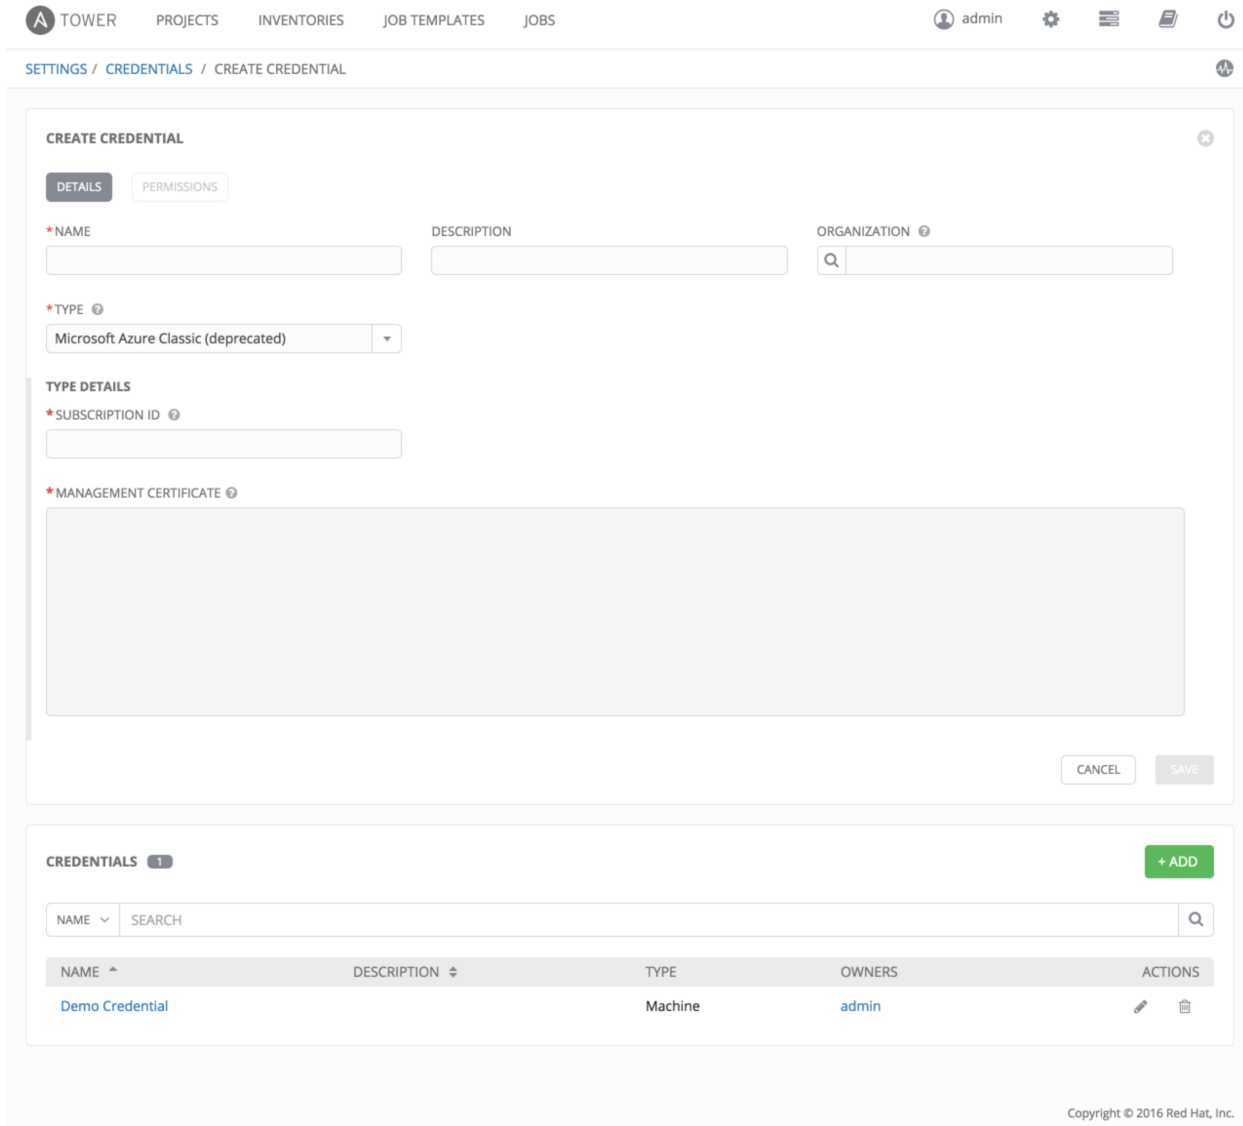 A TOWER PROJECTS INVENTORIES JOB TEMPLATES JOBS admin
SETTINGS / CREDENTIALS / CREATE CREDENTIAL
CREATE CREDENTIAL
DETAILS PERMISSIONS
* NAME DESCRIPTION ORGANIZATION ?
* TYPE ?
Microsoft Azure Classic (deprecated)
TYPE DETAILS
* SUBSCRIPTION ID ?
* MANAGEMENT CERTIFICATE ?
CANCEL SAVE
CREDENTIALS 1 + ADD
NAME SEARCH
NAME DESCRIPTION TYPE OWNERS ACTIONS
Demo Credential Machine admin
Copyright © 2016 Red Hat, Inc.